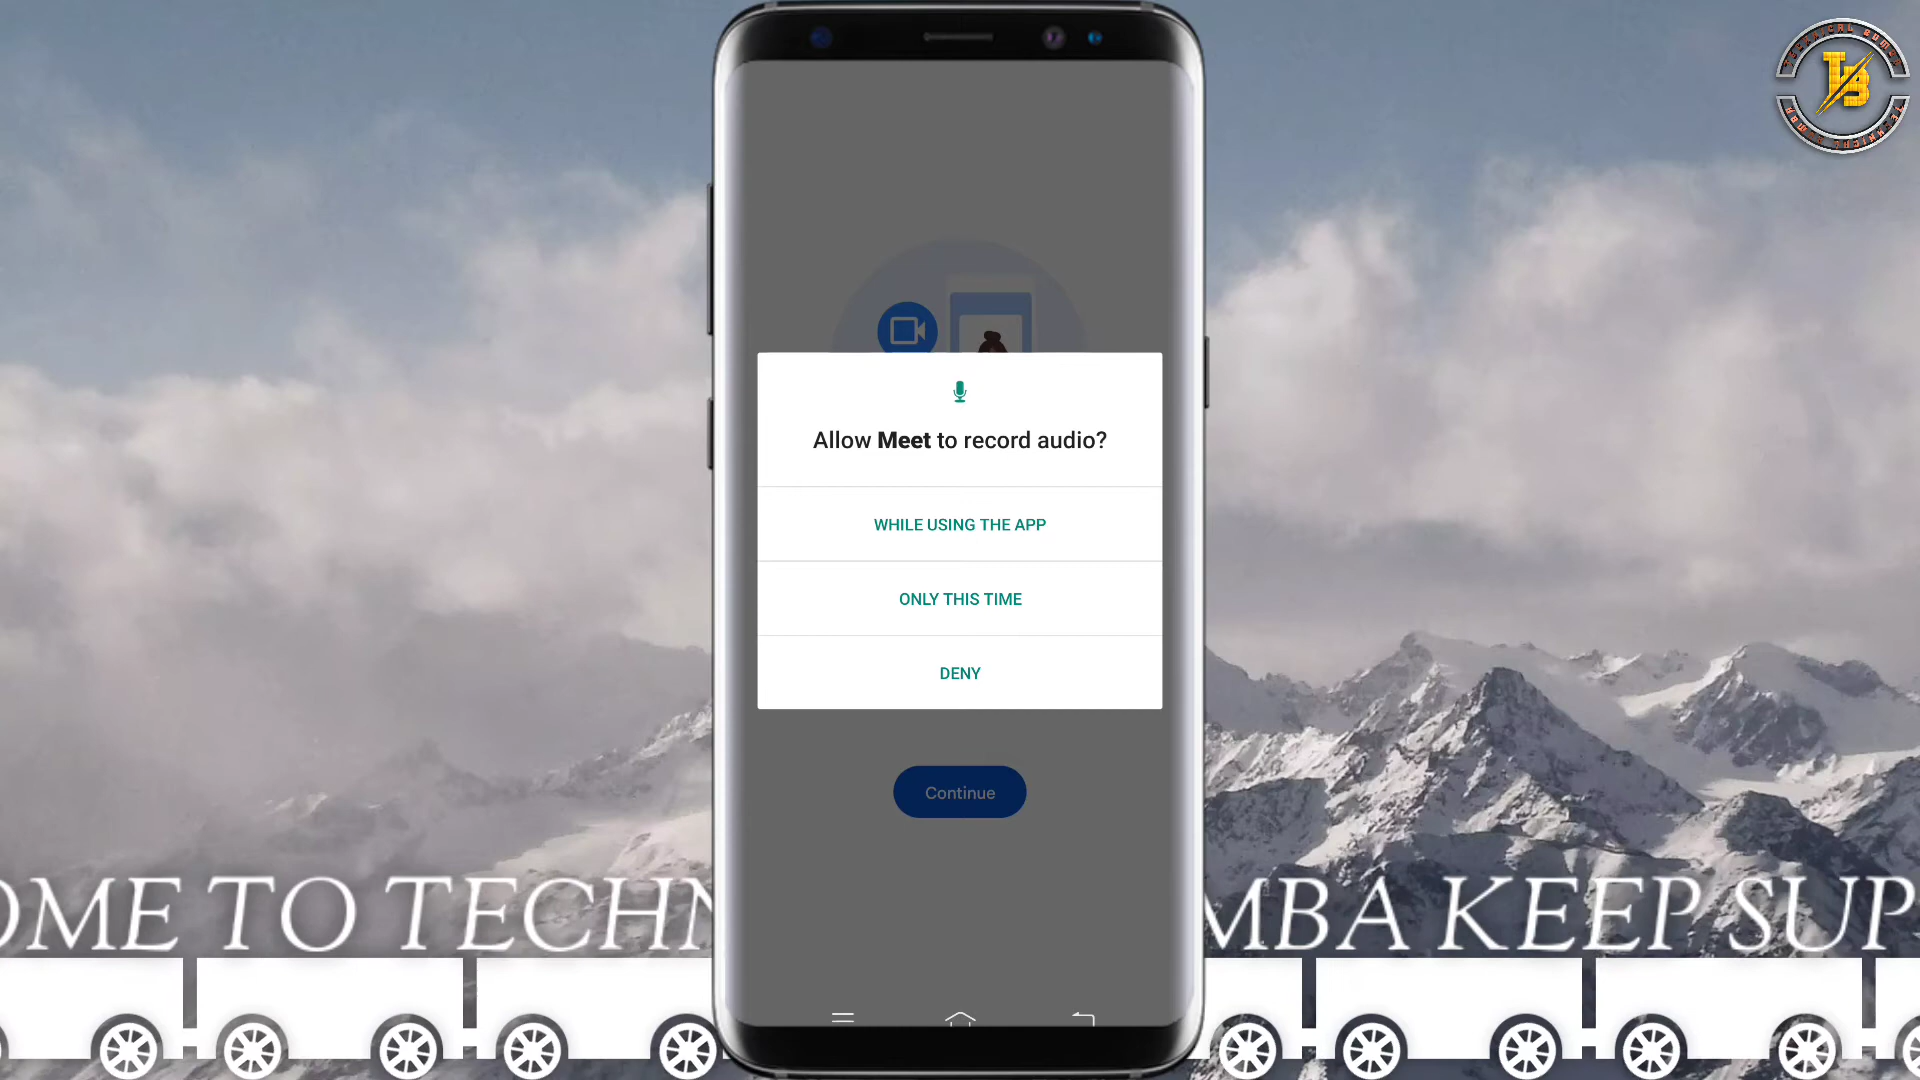 Allow Meet to record audio?
WHILE USING THE APP
ONLY THIS TIME
DENY
Continue
OME TO TECHN MBA KEEP SUP
TB